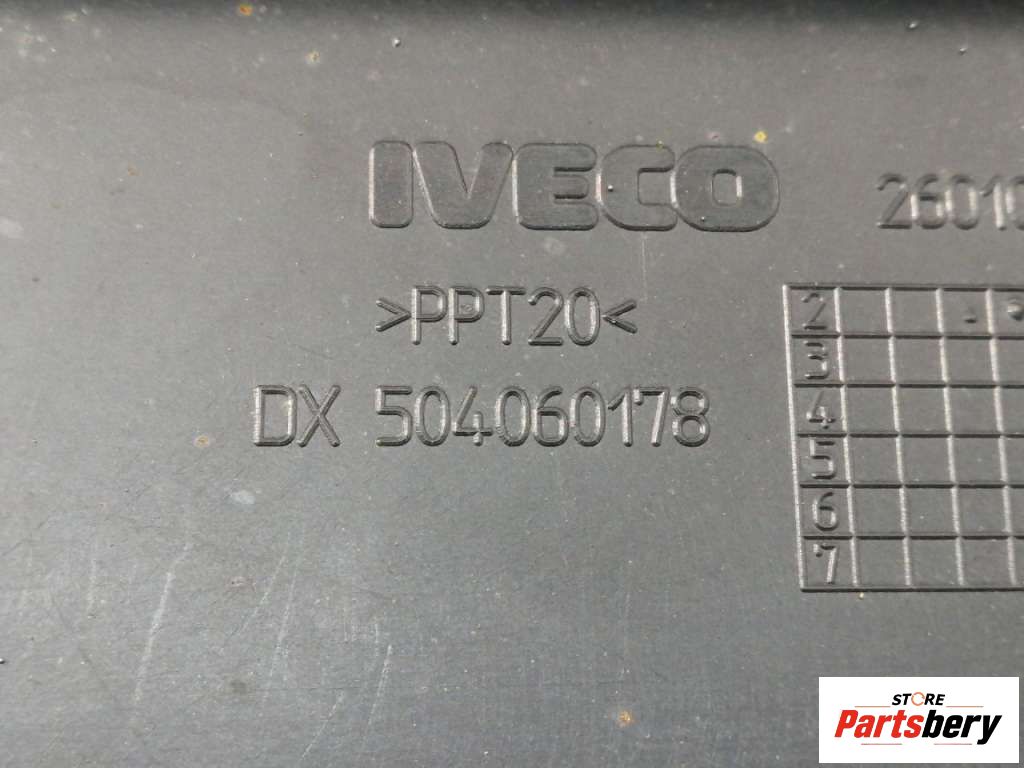 IVECO
>PPT20<
DX 504060178
2
3
4
5
6
7
STORE
Partsbery